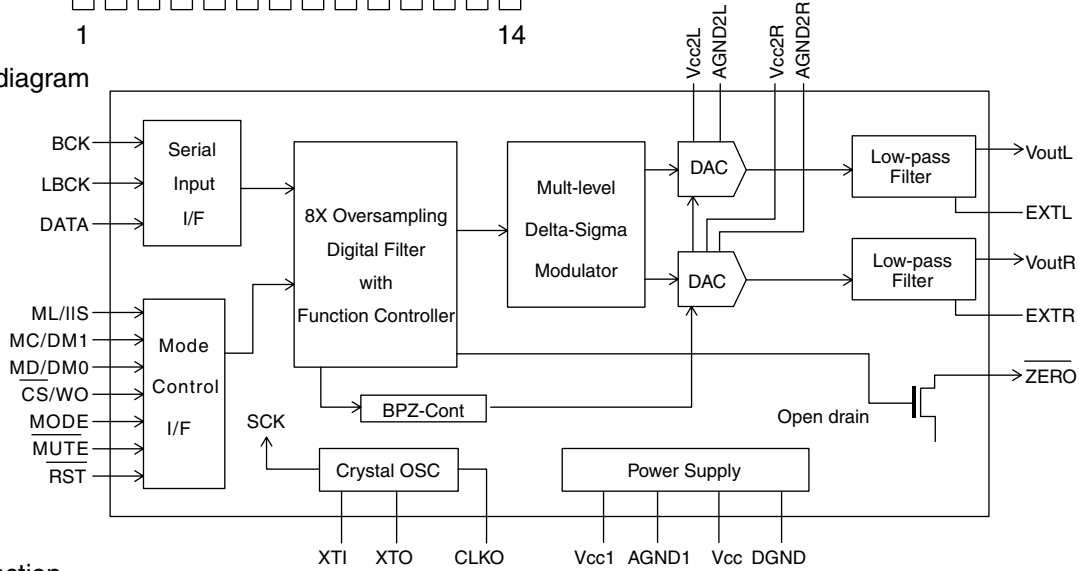 1 14
diagram
Vcc2L
AGND2L
Vcc2R
AGND2R
BCK
LBCK
DATA
Serial
Input
I/F
8X Oversampling
Digital Filter
with
Function Controller
Mult-level
Delta-Sigma
Modulator
DAC
DAC
Low-pass
Filter
VoutL
EXTL
Low-pass
Filter
VoutR
EXTR
ML/IIS
MC/DM1
MD/DM0
CS/WO
MODE
MUTE
RST
Mode
Control
I/F
BPZ-Cont
SCK
Crystal OSC
Open drain
ZERO
Power Supply
XTI XTO CLKO Vcc1 AGND1 Vcc DGND